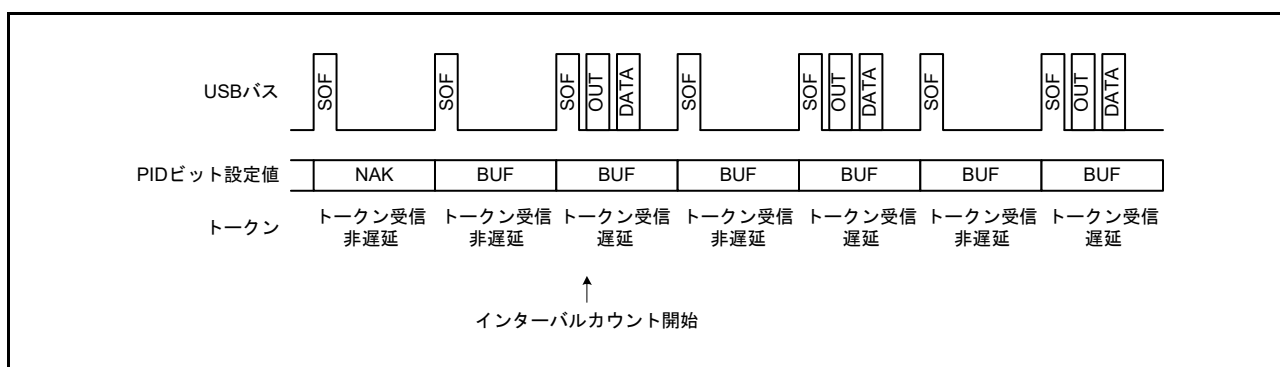 USBバス
SOF
SOF
SOF
OUT
DATA
SOF
SOF
OUT
DATA
SOF
SOF
OUT
DATA
PIDビット設定値
NAK
BUF
BUF
BUF
BUF
BUF
BUF
トークン
トークン受信
非遅延
トークン受信
非遅延
トークン受信
遅延
トークン受信
非遅延
トークン受信
遅延
トークン受信
非遅延
トークン受信
遅延
インターバルカウント開始